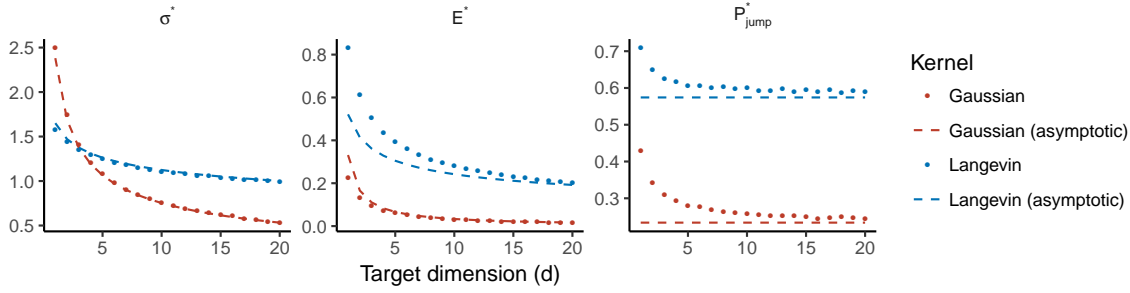 σ*
E*
P*jump
2.5
2.0
1.5
1.0
0.5
5 10 15 20
0.8
0.6
0.4
0.2
0.0
5 10 15 20
0.7
0.6
0.5
0.4
0.3
5 10 15 20
Target dimension (d)
Kernel
Gaussian
Gaussian (asymptotic)
Langevin
Langevin (asymptotic)